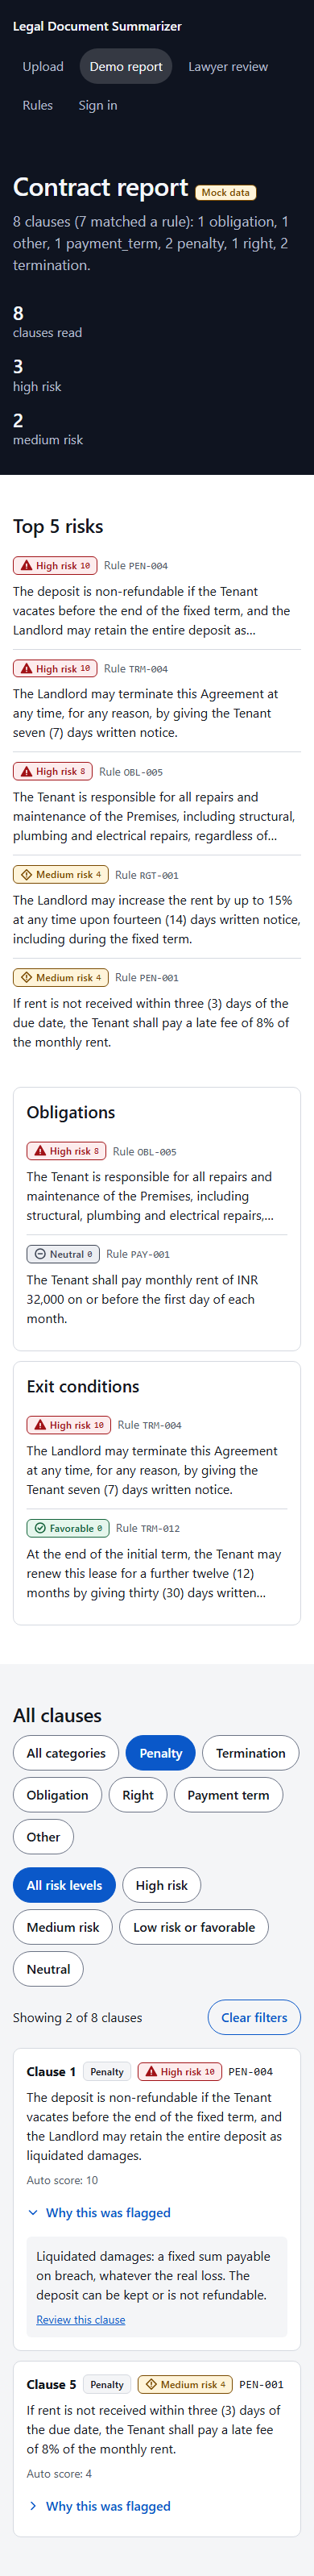 Legal Document Summarizer
Upload Demo report Lawyer review
Rules Sign in
Contract report Mock data
8 clauses (7 matched a rule): 1 obligation, 1
other, 1 payment_term, 2 penalty, 1 right, 2
termination.
8
clauses read
3
high risk
2
medium risk
Top 5 risks
High risk 10 Rule PEN-004
The deposit is non-refundable if the Tenant
vacates before the end of the fixed term, and the
Landlord may retain the entire deposit as...
High risk 10 Rule TRM-004
The Landlord may terminate this Agreement at
any time, for any reason, by giving the Tenant
seven (7) days written notice.
High risk 8 Rule OBL-005
The Tenant is responsible for all repairs and
maintenance of the Premises, including structural,
plumbing and electrical repairs, regardless of...
Medium risk 4 Rule RGT-001
The Landlord may increase the rent by up to 15%
at any time upon fourteen (14) days written notice,
including during the fixed term.
Medium risk 4 Rule PEN-001
If rent is not received within three (3) days of the
due date, the Tenant shall pay a late fee of 8% of
the monthly rent.
Obligations
High risk 8 Rule OBL-005
The Tenant is responsible for all repairs and
maintenance of the Premises, including
structural, plumbing and electrical repairs,...
Neutral 0 Rule PAY-001
The Tenant shall pay monthly rent of INR
32,000 on or before the first day of each
month.
Exit conditions
High risk 10 Rule TRM-004
The Landlord may terminate this Agreement
at any time, for any reason, by giving the
Tenant seven (7) days written notice.
Favorable 0 Rule TRM-012
At the end of the initial term, the Tenant may
renew this lease for a further twelve (12)
months by giving thirty (30) days written...
All clauses
All categories Penalty Termination
Obligation Right Payment term
Other
All risk levels High risk
Medium risk Low risk or favorable
Neutral
Showing 2 of 8 clauses Clear filters
Clause 1 Penalty High risk 10 PEN-004
The deposit is non-refundable if the Tenant
vacates before the end of the fixed term, and
the Landlord may retain the entire deposit as
liquidated damages.
Auto score: 10
Why this was flagged
Liquidated damages: a fixed sum payable
on breach, whatever the real loss. The
deposit can be kept or is not refundable.
Review this clause
Clause 5 Penalty Medium risk 4 PEN-001
If rent is not received within three (3) days of
the due date, the Tenant shall pay a late fee
of 8% of the monthly rent.
Auto score: 4
Why this was flagged